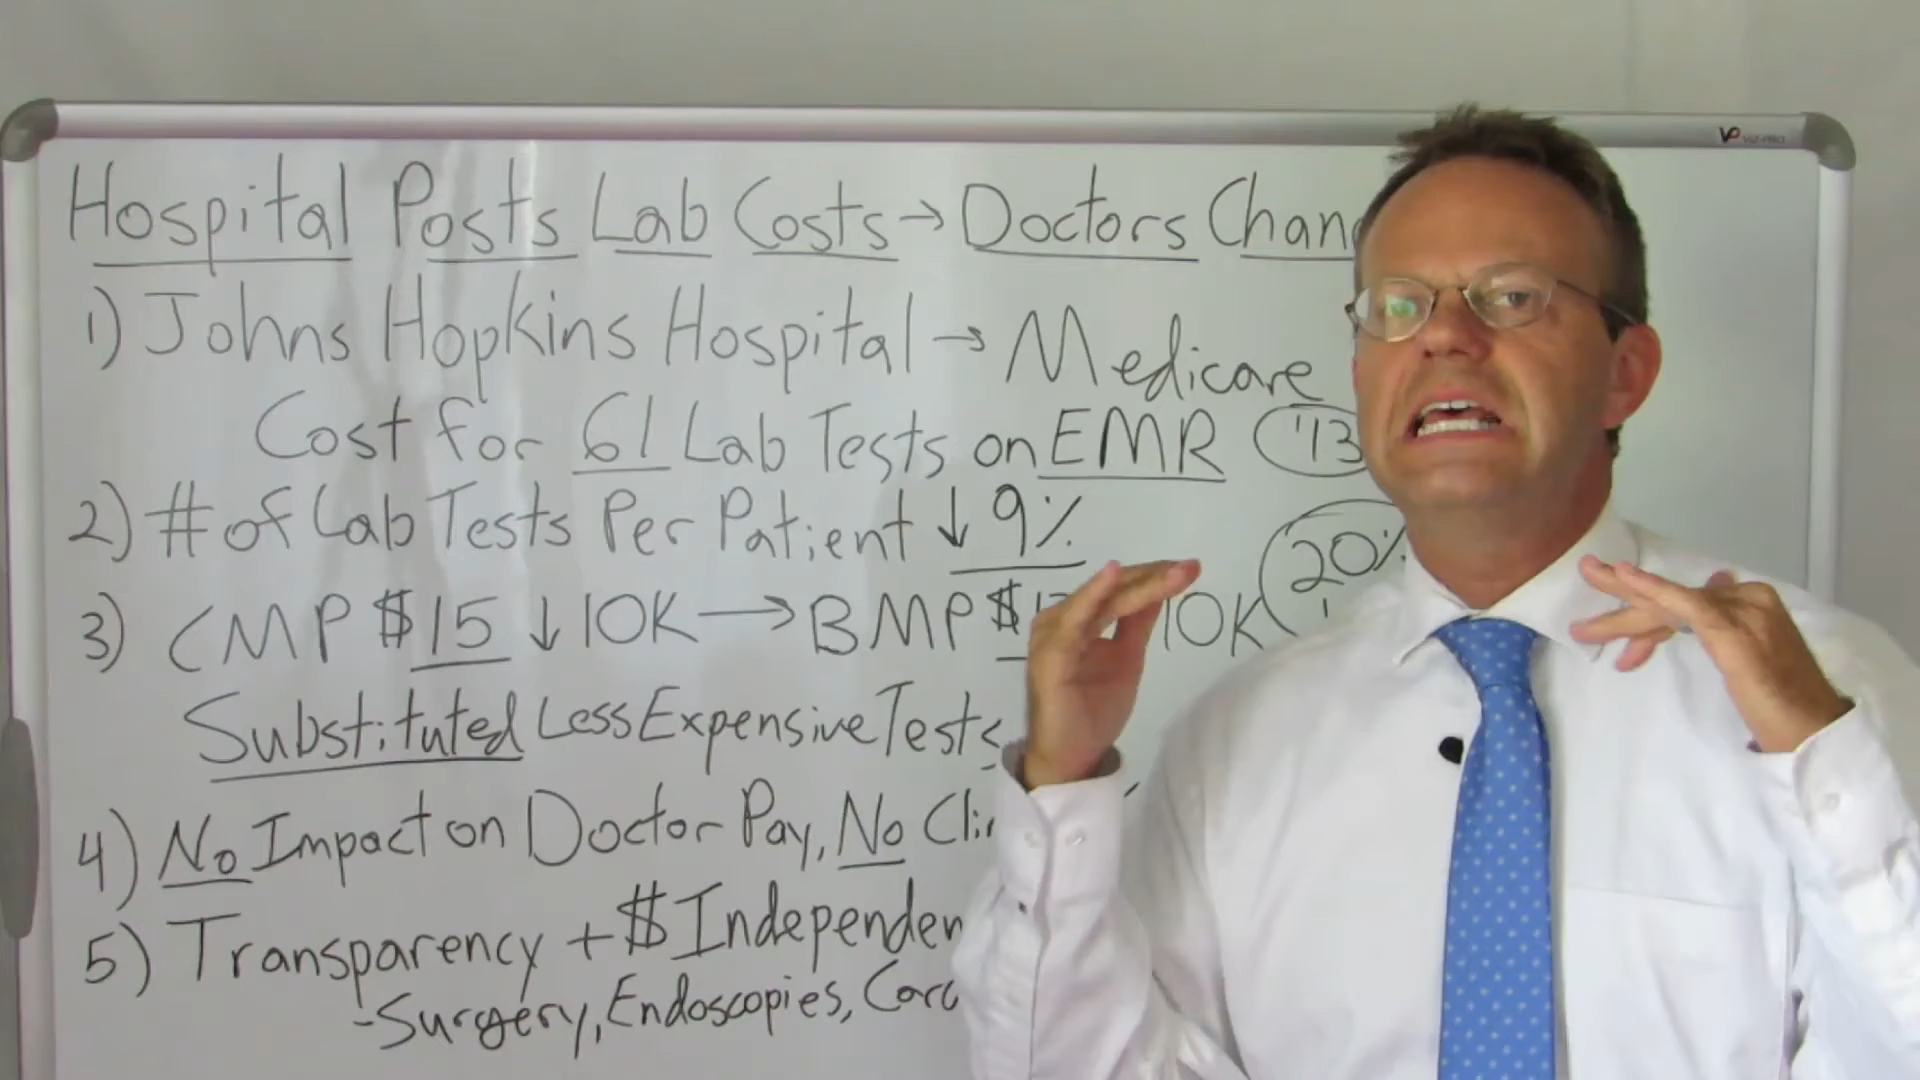 Hospital Posts Lab Costs → Doctors Chan
1) Johns Hopkins Hospital → Medicare
Cost for 61 Lab Tests on EMR '13
2) # of Lab Tests Per Patient ↓ 9%
20%
3) CMP $15 ↓ 10K → BMP $ 10K
Substituted Less Expensive Tests
4) No Impact on Doctor Pay, No Cli
5) Transparency + $ Independen
- Surgery, Endoscopies, Card